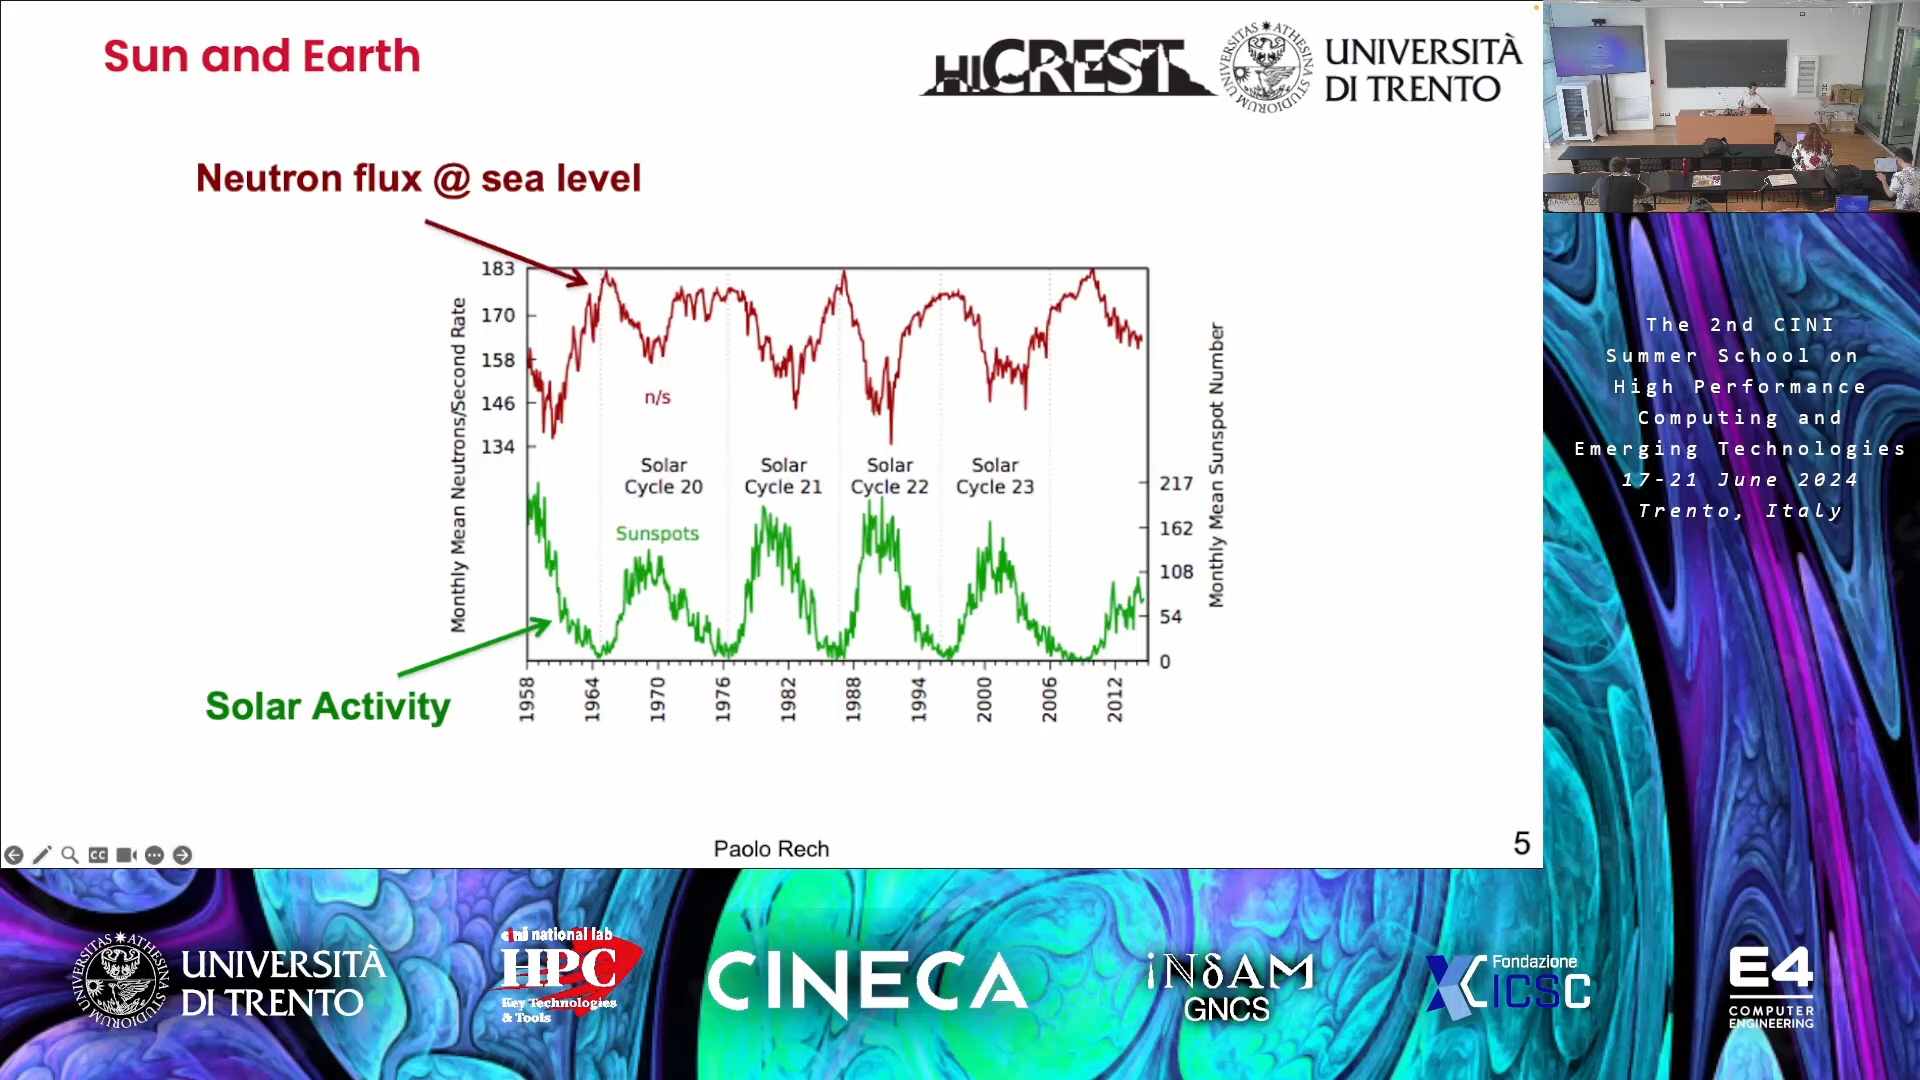 Sun and Earth
HiCREST
UNIVERSITÀ
DI TRENTO
Neutron flux @ sea level
183
170
158
146
134
Monthly Mean Neutrons/Second Rate
n/s
Solar
Cycle 20
Solar
Cycle 21
Solar
Cycle 22
Solar
Cycle 23
Sunspots
217
162
108
54
0
Monthly Mean Sunspot Number
Solar Activity
1958
1964
1970
1976
1982
1988
1994
2000
2006
2012
Paolo Rech
5
CC
The 2nd CINI
Summer School on
High Performance
Computing and
Emerging Technologies
17-21 June 2024
Trento, Italy
UNIVERSITÀ
DI TRENTO
cini national lab
HPC
Key Technologies
& Tools
CINECA
iNδAM
GNCS
Fondazione
ICSC
E4
COMPUTER
ENGINEERING